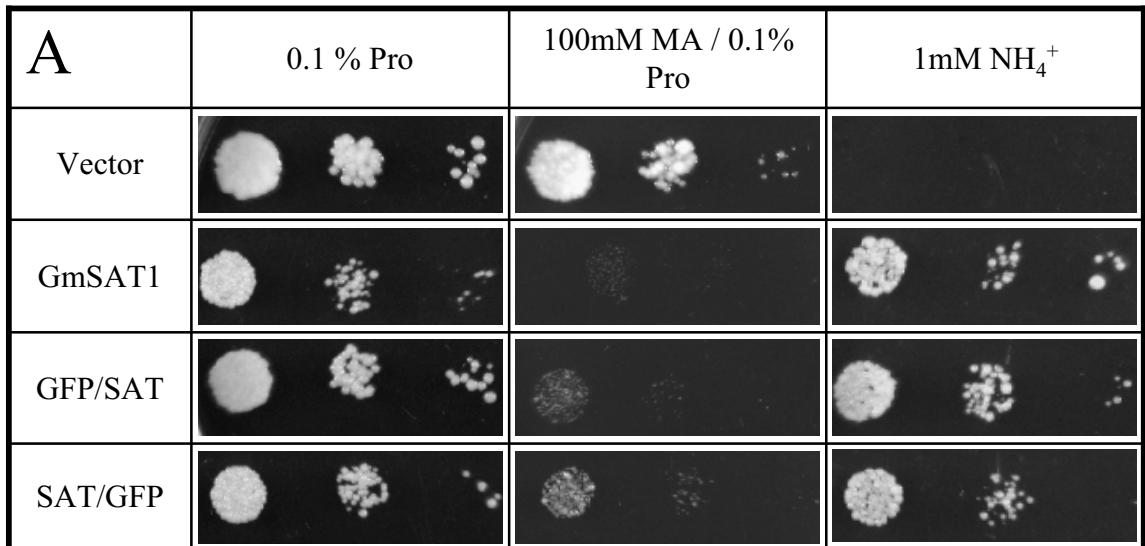 A
0.1 % Pro
100mM MA / 0.1%
Pro
1mM NH₄⁺
Vector
GmSAT1
GFP/SAT
SAT/GFP